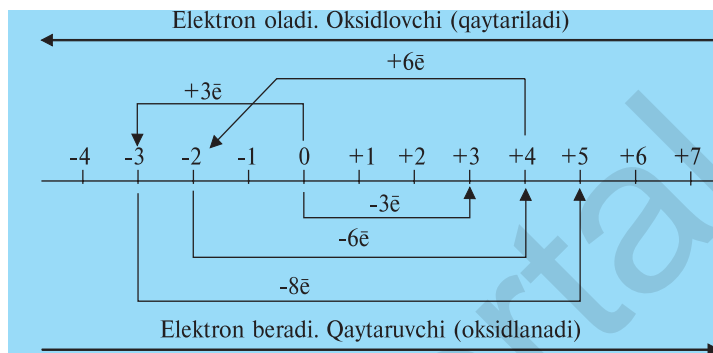 Elektron oladi. Oksidlovchi (qaytariladi)
+6ē
+3ē
-4 -3 -2 -1 0 +1 +2 +3 +4 +5 +6 +7
-3ē
-6ē
-8ē
Elektron beradi. Qaytaruvchi (oksidlanadi)